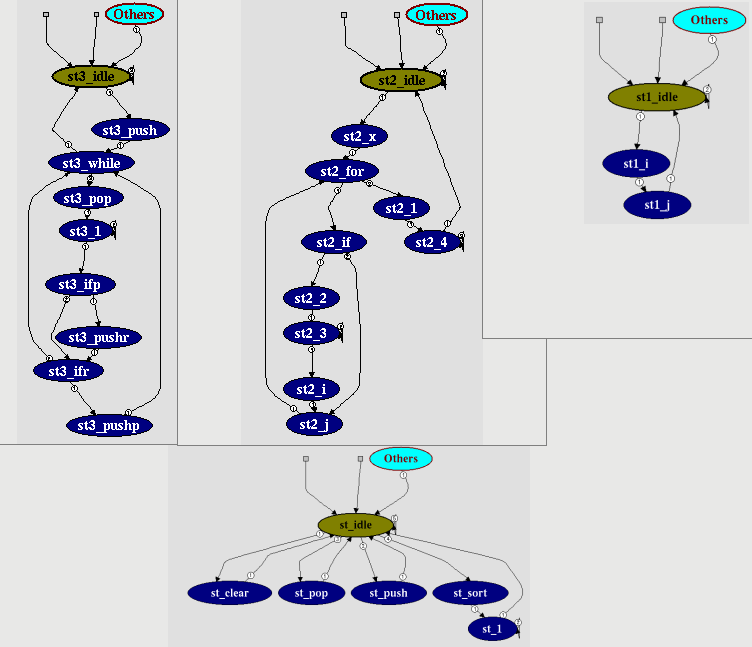 Others
st3_idle
st3_push
st3_while
st3_pop
st3_1
st3_ifp
st3_pushr
st3_ifr
st3_pushp
Others
st2_idle
st2_x
st2_for
st2_1
st2_if
st2_4
st2_2
st2_3
st2_i
st2_j
Others
st1_idle
st1_i
st1_j
Others
st_idle
st_clear
st_pop
st_push
st_sort
st_1